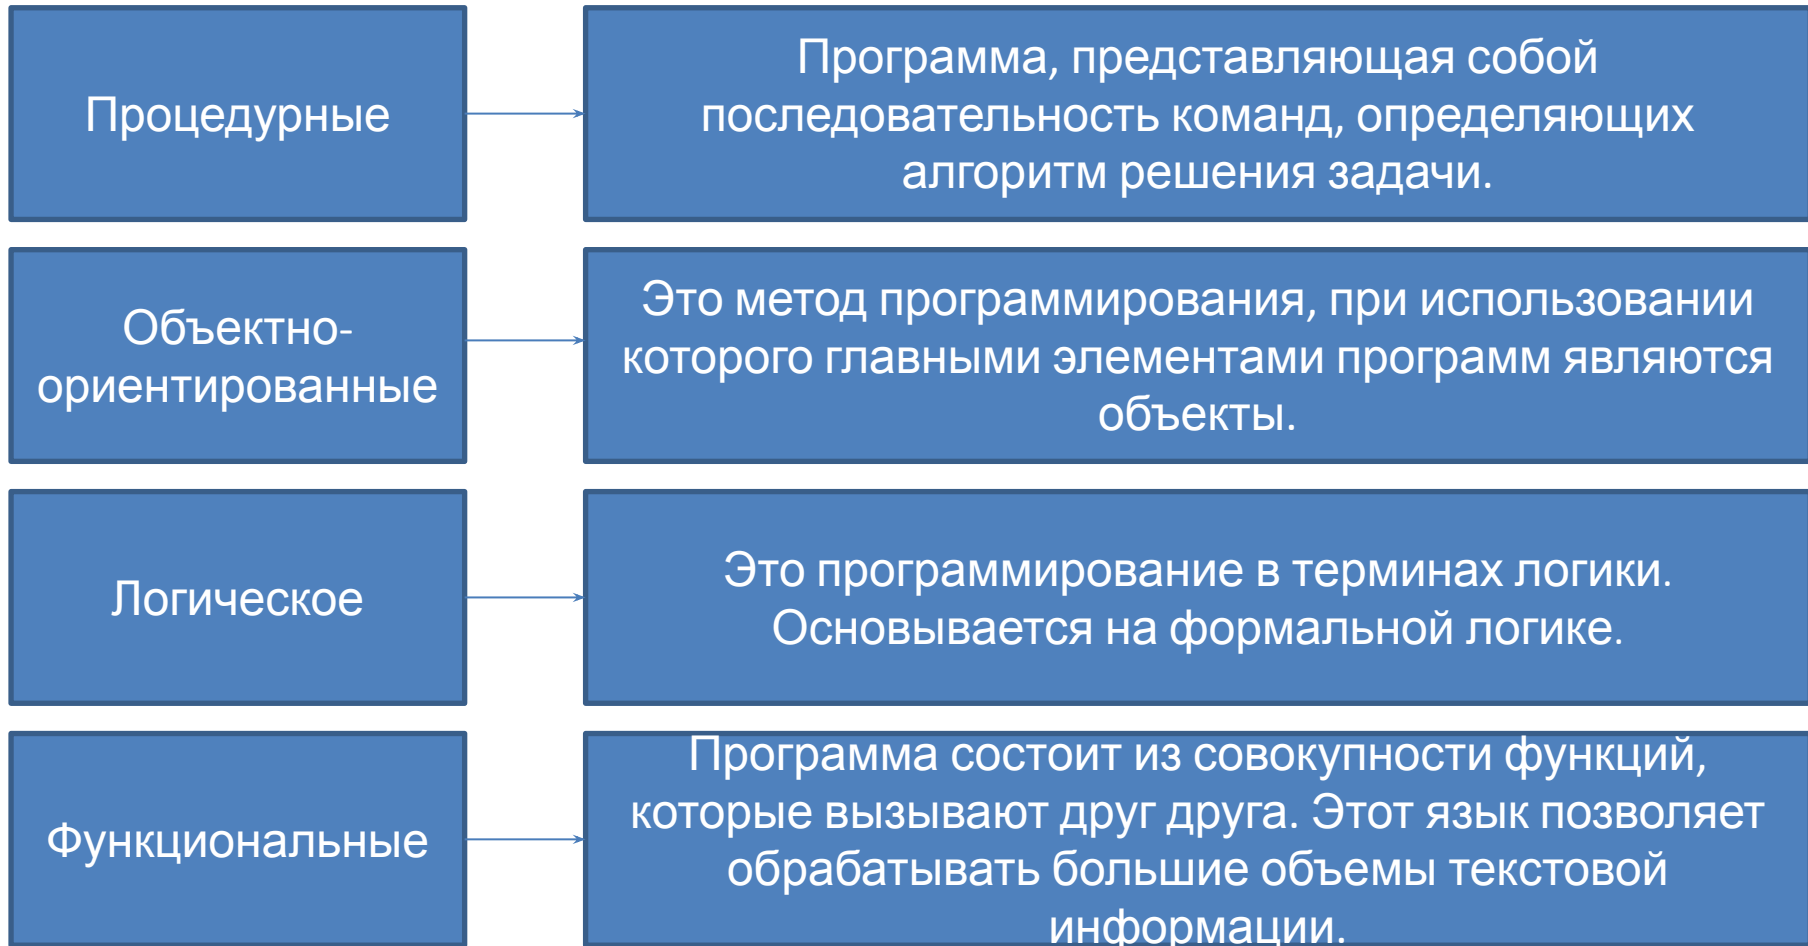 Процедурные
Программа, представляющая собой
последовательность команд, определяющих
алгоритм решения задачи.
Объектно-
ориентированные
Это метод программирования, при использовании
которого главными элементами программ являются
объекты.
Логическое
Это программирование в терминах логики.
Основывается на формальной логике.
Функциональные
Программа состоит из совокупности функций,
которые вызывают друг друга. Этот язык позволяет
обрабатывать большие объемы текстовой
информации.